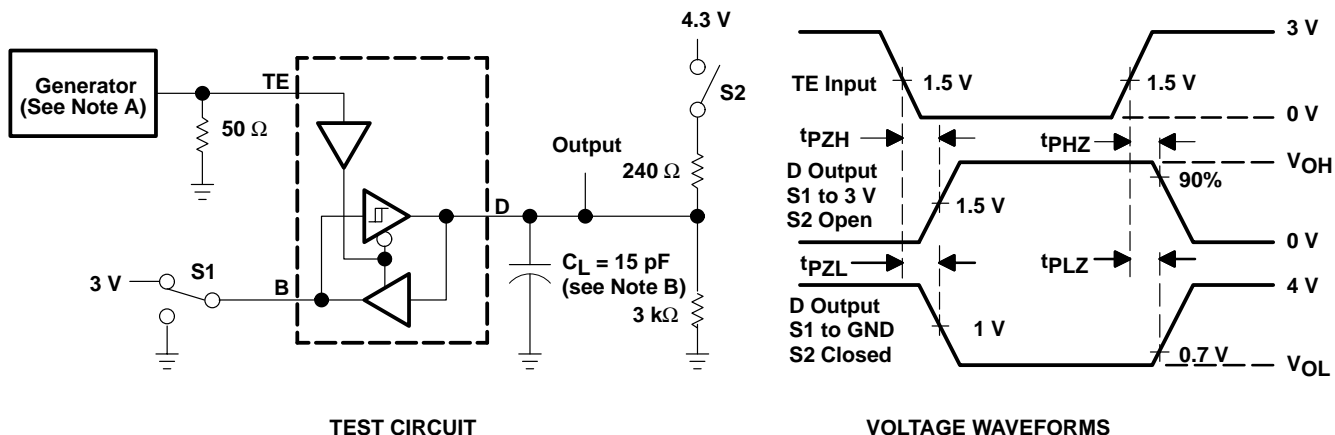 Generator
(See Note A)
50 Ω
TE
D
B
S1
3 V
Output
4.3 V
S2
240 Ω
CL = 15 pF
(see Note B)
3 kΩ
TEST CIRCUIT
TE Input
1.5 V
1.5 V
3 V
0 V
tPZH
tPHZ
D Output
S1 to 3 V
S2 Open
1.5 V
90%
VOH
0 V
tPZL
tPLZ
D Output
S1 to GND
S2 Closed
1 V
0.7 V
4 V
VOL
VOLTAGE WAVEFORMS